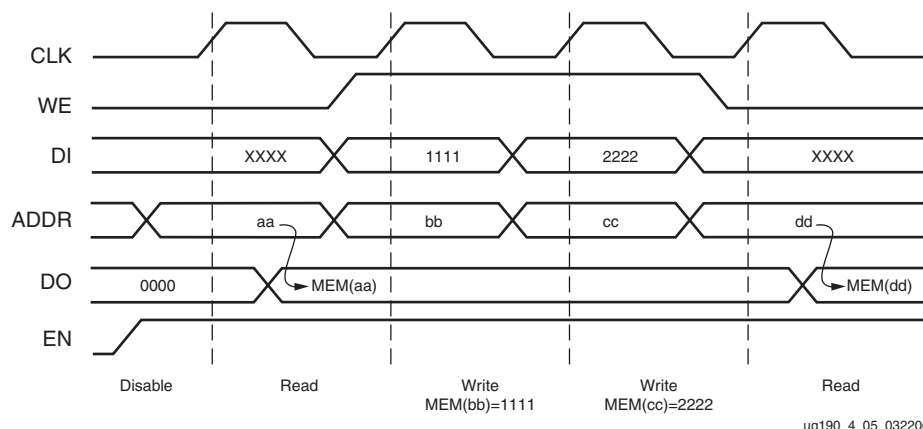 CLK
WE
DI XXXX 1111 2222 XXXX
ADDR aa bb cc dd
DO 0000 MEM(aa) MEM(dd)
EN
Disable Read Write Write Read
MEM(bb)=1111 MEM(cc)=2222